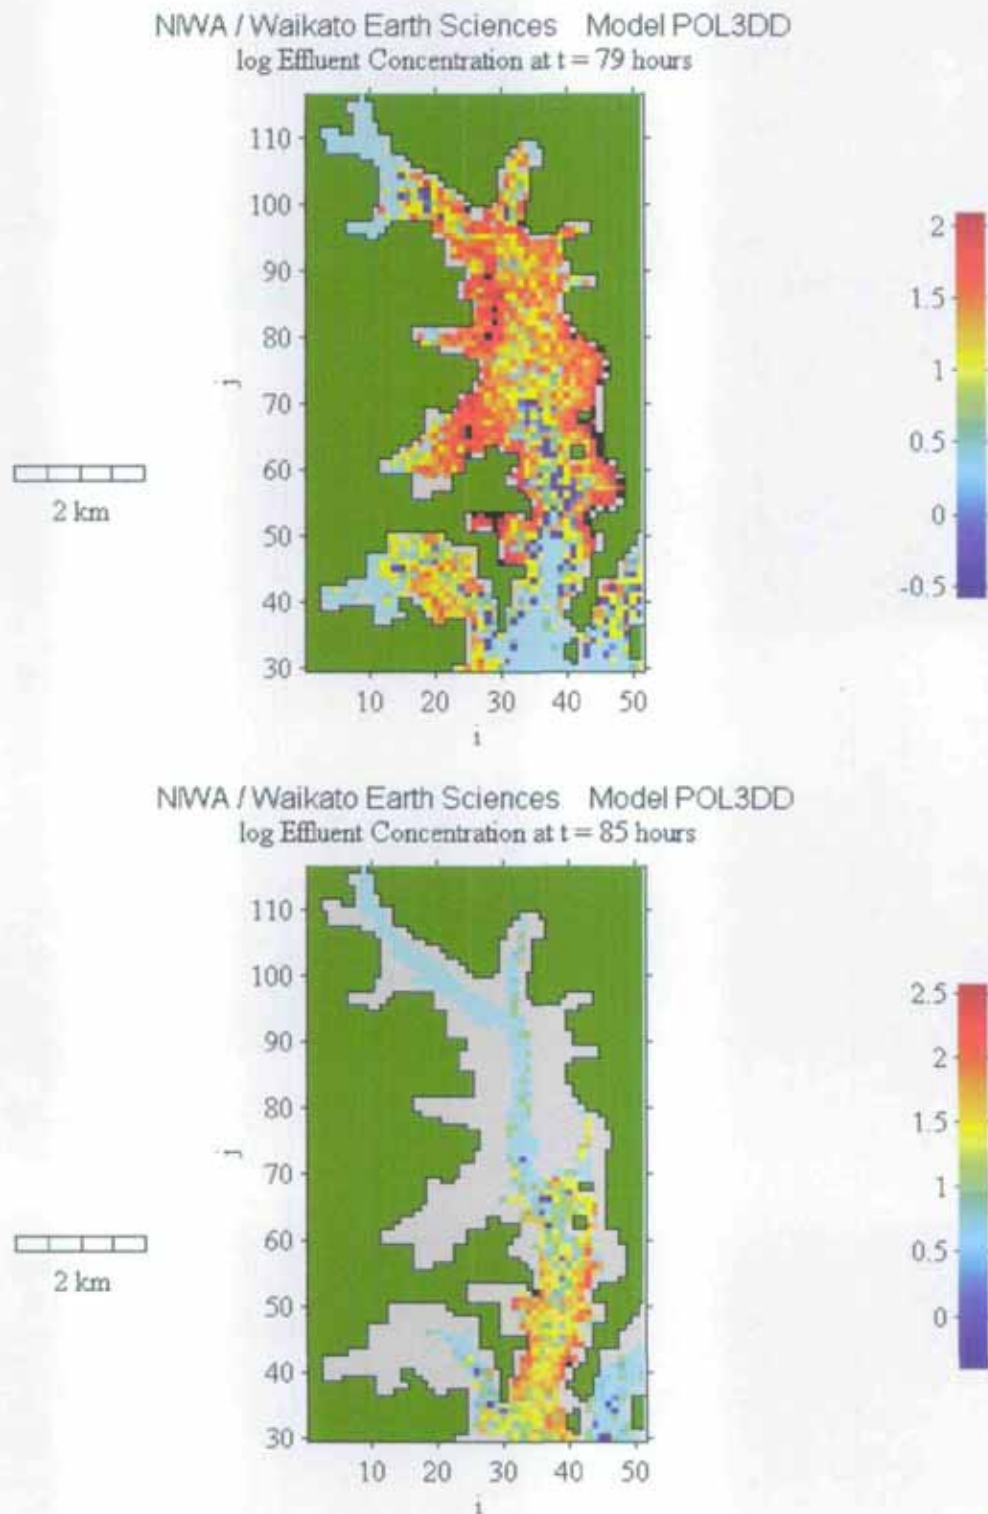 NIWA / Waikato Earth Sciences Model POL3DD
log Effluent Concentration at t = 79 hours
110
100
90
80
70
60
50
40
30
j
10 20 30 40 50
i
2 km
2
1.5
1
0.5
0
-0.5
NIWA / Waikato Earth Sciences Model POL3DD
log Effluent Concentration at t = 85 hours
110
100
90
80
70
60
50
40
30
j
10 20 30 40 50
i
2 km
2.5
2
1.5
1
0.5
0